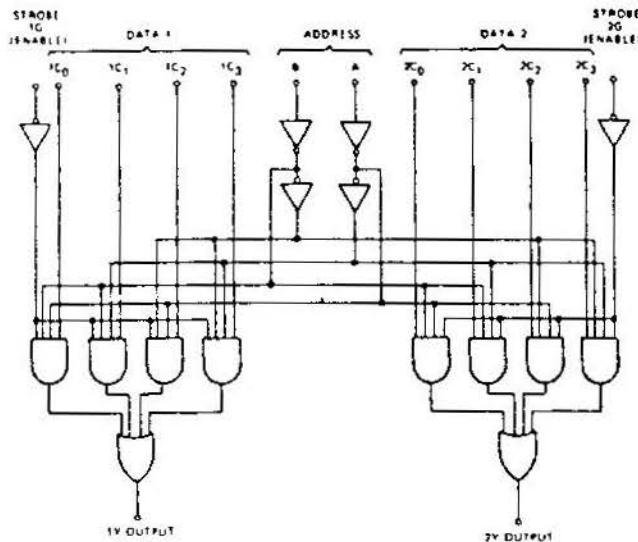 STROBE
1G
(ENABLE)
DATA 1
ADDRESS
DATA 2
STROBE
2G
(ENABLE)
1C0
1C1
1C2
1C3
B
A
2C0
2C1
2C2
2C3
1Y OUTPUT
2Y OUTPUT